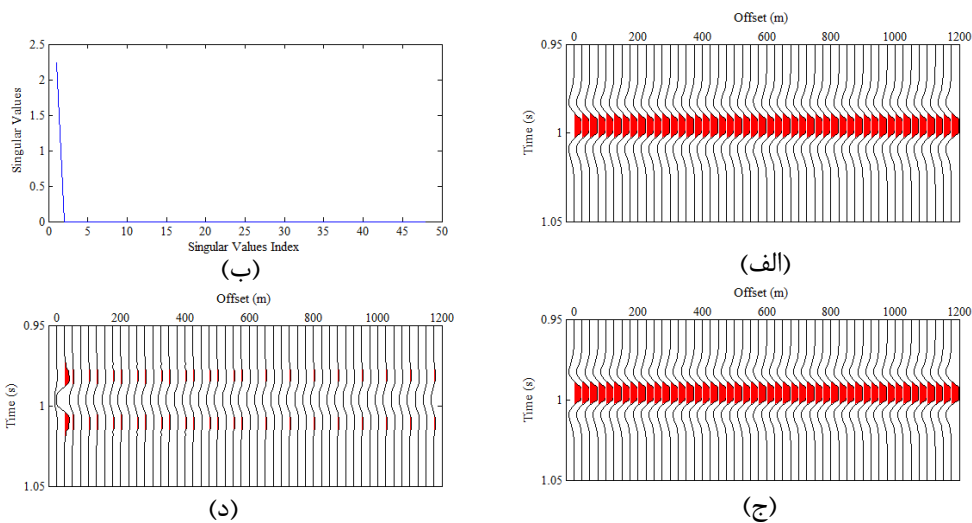 Offset (m)
0 200 400 600 800 1000 1200
0.95
1
1.05
Time (s)
(الف)
2.5
2
1.5
1
0.5
0
Singular Values
0 5 10 15 20 25 30 35 40 45 50
Singular Values Index
(ب)
Offset (m)
0 200 400 600 800 1000 1200
0.95
1
1.05
Time (s)
(ج)
Offset (m)
0 200 400 600 800 1000 1200
0.95
1
1.05
Time (s)
(د)